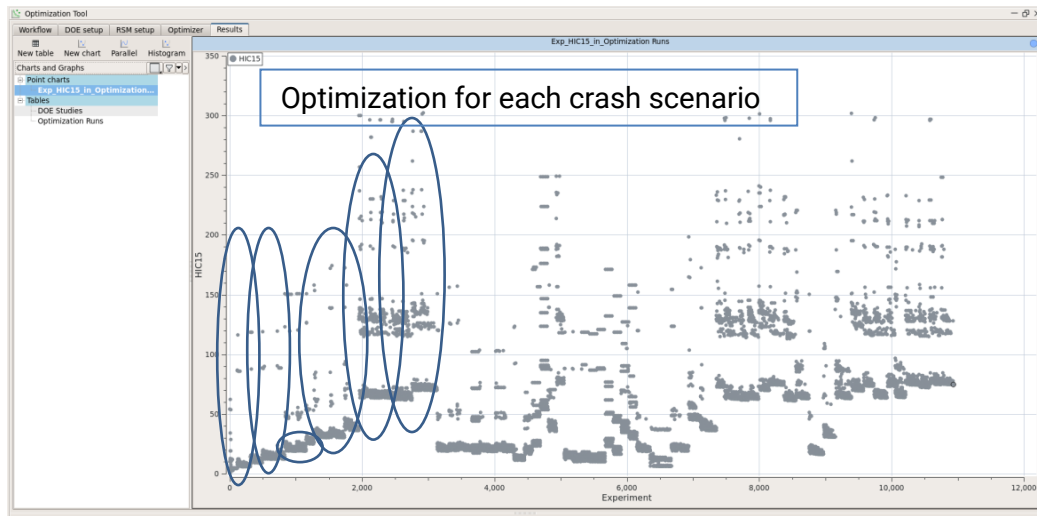 Optimization Tool
Workflow DOE setup RSM setup Optimizer Results
New table New chart Parallel Histogram
Charts and Graphs
Point charts
Exp_HIC15_in_Optimization...
Tables
DOE Studies
Optimization Runs
Exp_HIC15_in_Optimization Runs
HIC15
Optimization for each crash scenario
350
300
250
200
150
100
50
0
HIC15
0 2,000 4,000 6,000 8,000 10,000 12,000
Experiment